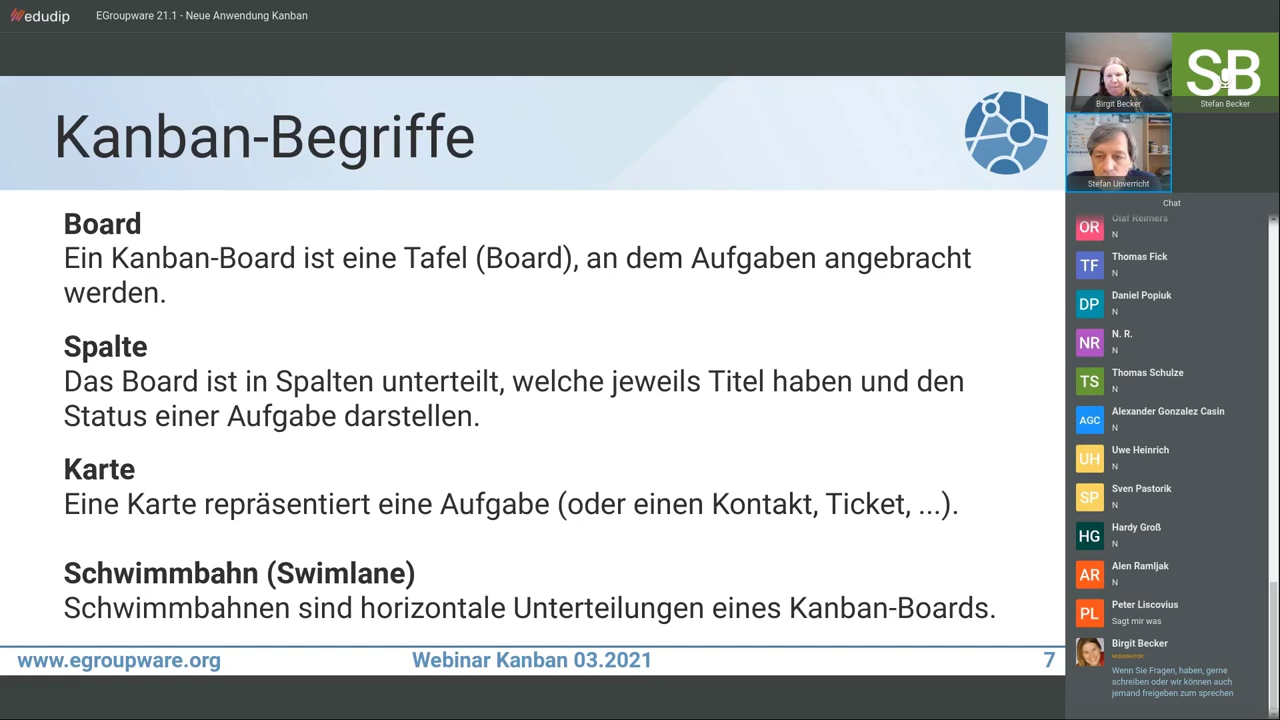 edudip
EGroupware 21.1 - Neue Anwendung Kanban
Kanban-Begriffe
Board
Ein Kanban-Board ist eine Tafel (Board), an dem Aufgaben angebracht
werden.
Spalte
Das Board ist in Spalten unterteilt, welche jeweils Titel haben und den
Status einer Aufgabe darstellen.
Karte
Eine Karte repräsentiert eine Aufgabe (oder einen Kontakt, Ticket, ...).
Schwimmbahn (Swimlane)
Schwimmbahnen sind horizontale Unterteilungen eines Kanban-Boards.
www.egroupware.org
Webinar Kanban 03.2021
7
Birgit Becker
SB
Stefan Becker
Stefan Unverricht
Chat
Olaf Reimers
OR
N
TF
Thomas Fick
N
DP
Daniel Popiuk
N
NR
N. R.
N
TS
Thomas Schulze
N
AGC
Alexander Gonzalez Casin
N
UH
Uwe Heinrich
N
SP
Sven Pastorik
N
HG
Hardy Groß
N
AR
Alen Ramljak
N
PL
Peter Liscovius
Sagt mir was
Birgit Becker
MODERATOR
Wenn Sie Fragen, haben, gerne
schreiben oder wir können auch
jemand freigeben zum sprechen